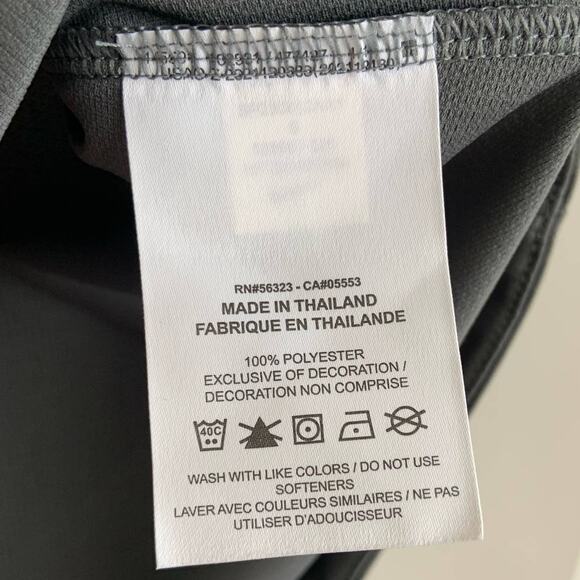 RN#56323 - CA#05553
MADE IN THAILAND
FABRIQUE EN THAILANDE
100% POLYESTER
EXCLUSIVE OF DECORATION /
DECORATION NON COMPRISE
40C
WASH WITH LIKE COLORS / DO NOT USE
SOFTENERS
LAVER AVEC COULEURS SIMILAIRES / NE PAS
UTILISER D'ADOUCISSEUR